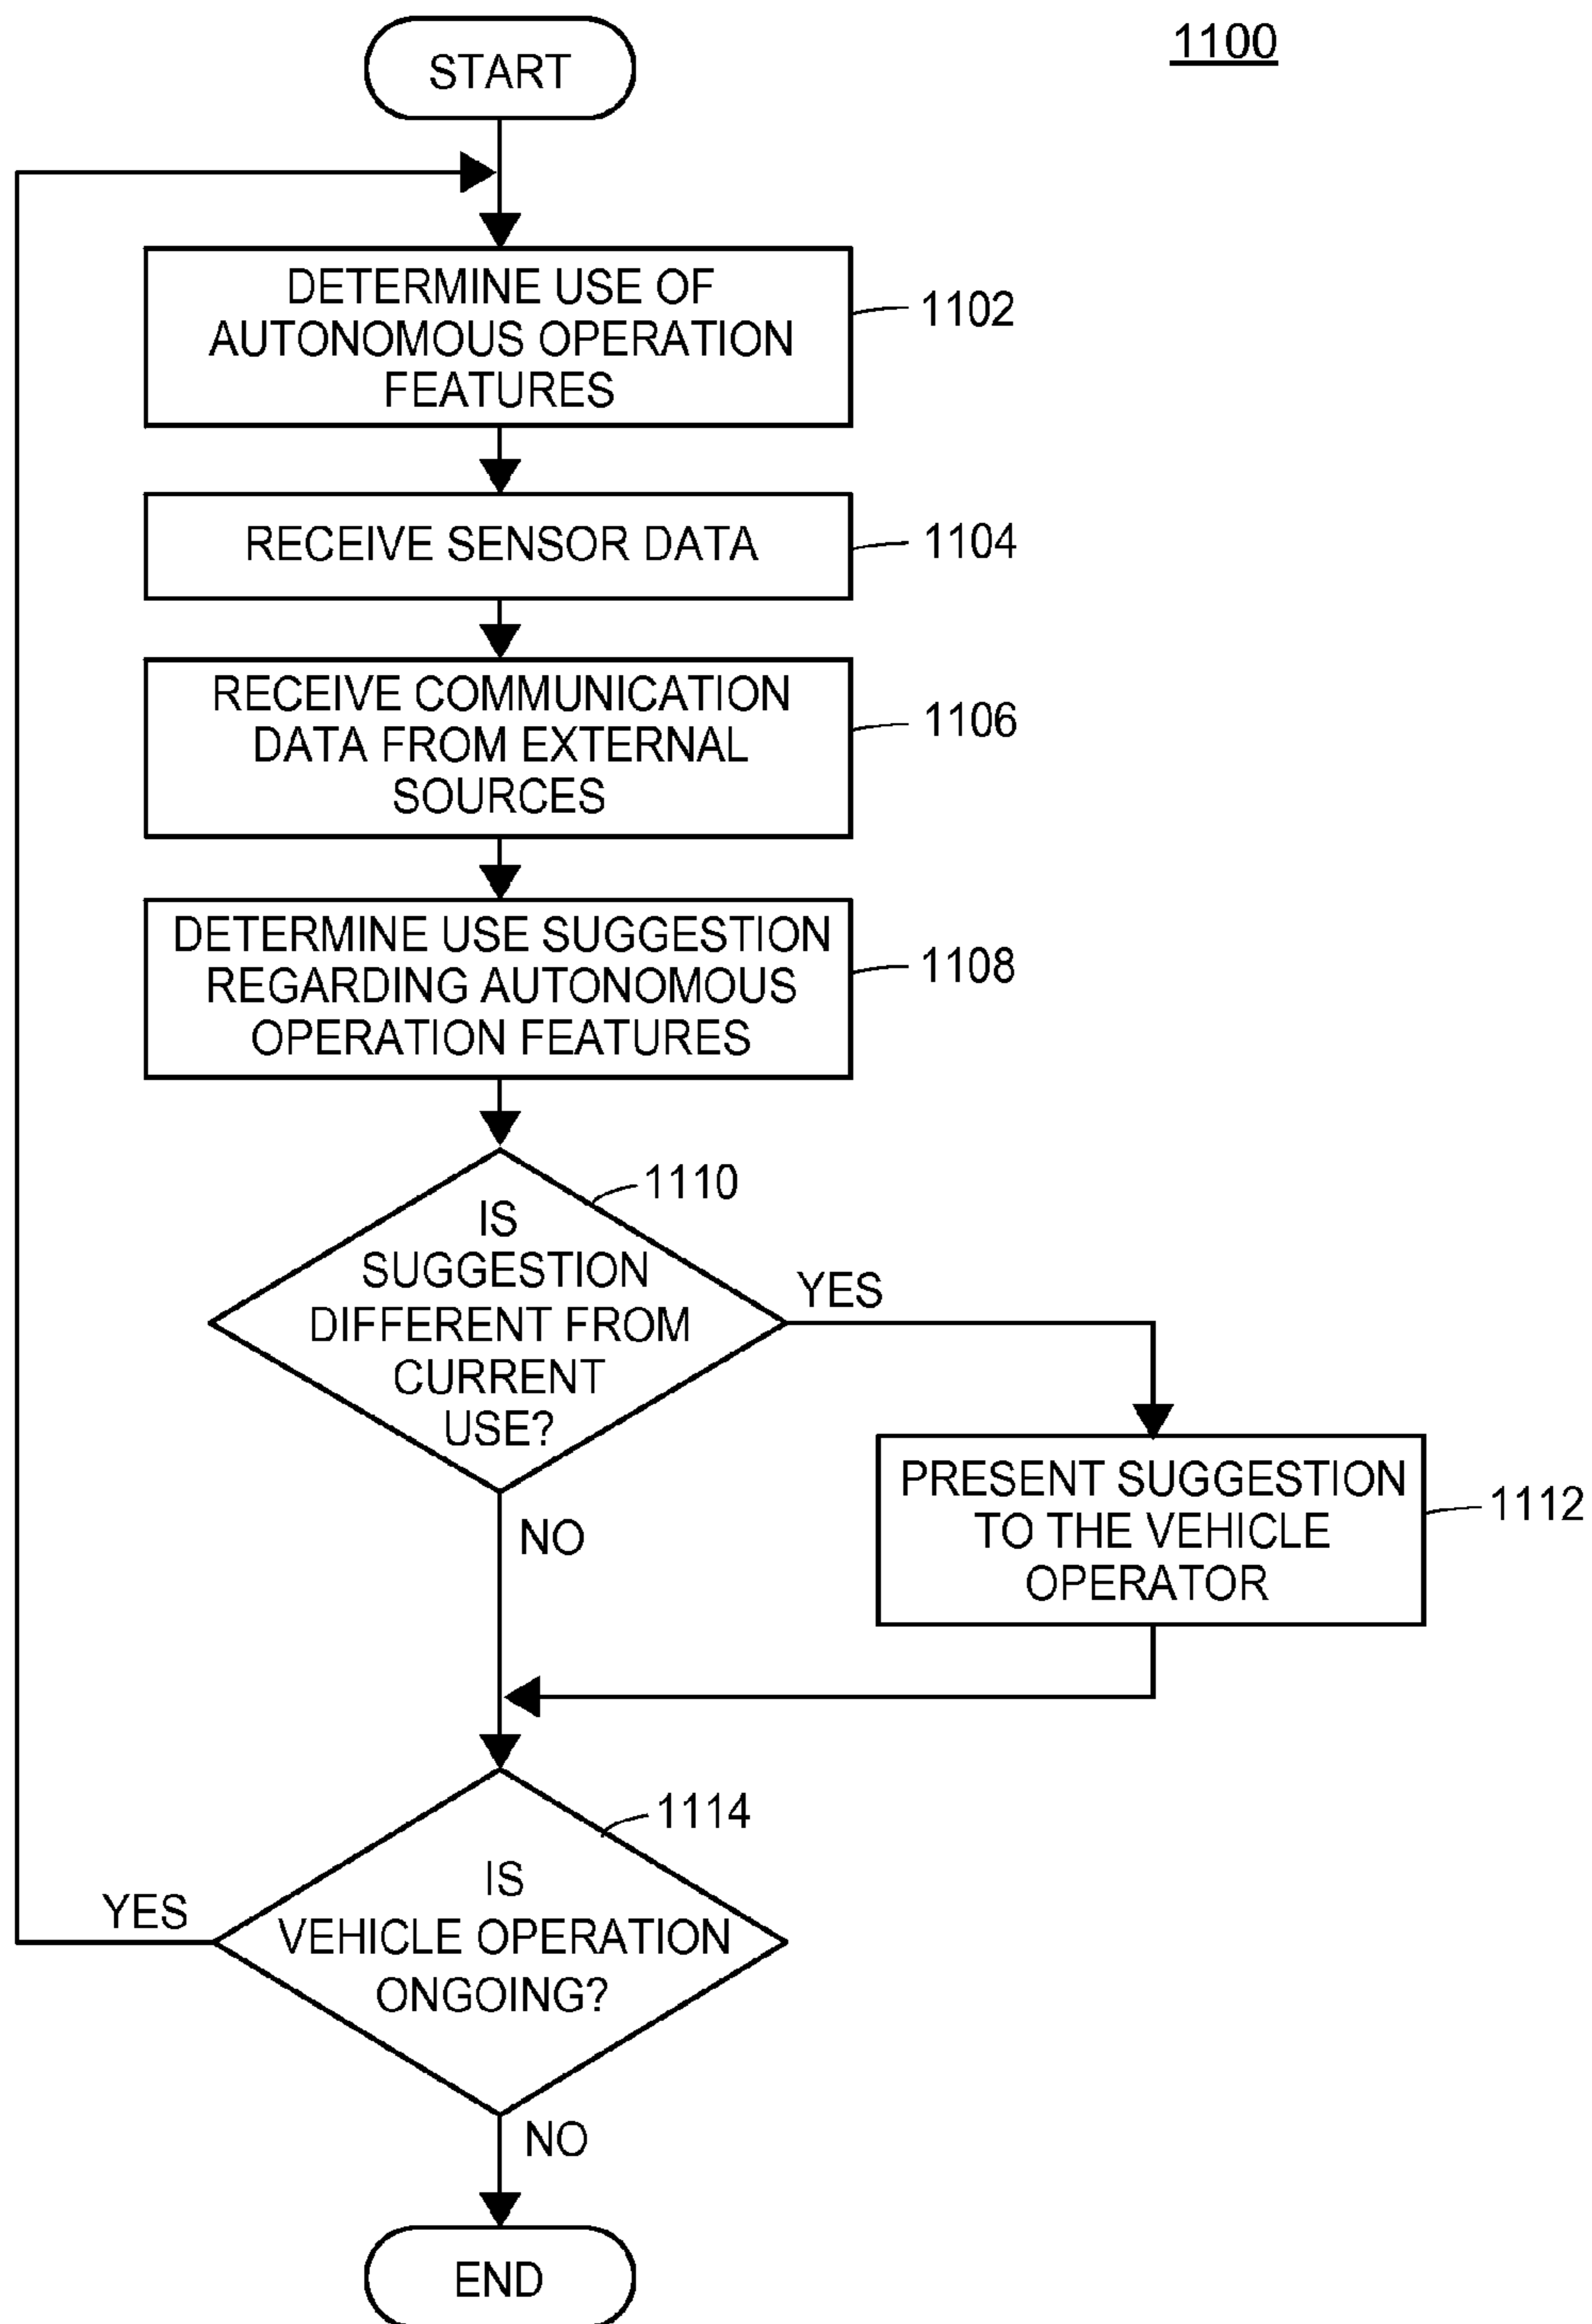 1100
START
DETERMINE USE OF
AUTONOMOUS OPERATION
FEATURES
1102
RECEIVE SENSOR DATA
1104
RECEIVE COMMUNICATION
DATA FROM EXTERNAL
SOURCES
1106
DETERMINE USE SUGGESTION
REGARDING AUTONOMOUS
OPERATION FEATURES
1108
1110
IS
SUGGESTION
DIFFERENT FROM
CURRENT
USE?
YES
NO
PRESENT SUGGESTION
TO THE VEHICLE
OPERATOR
1112
1114
IS
VEHICLE OPERATION
ONGOING?
YES
NO
END